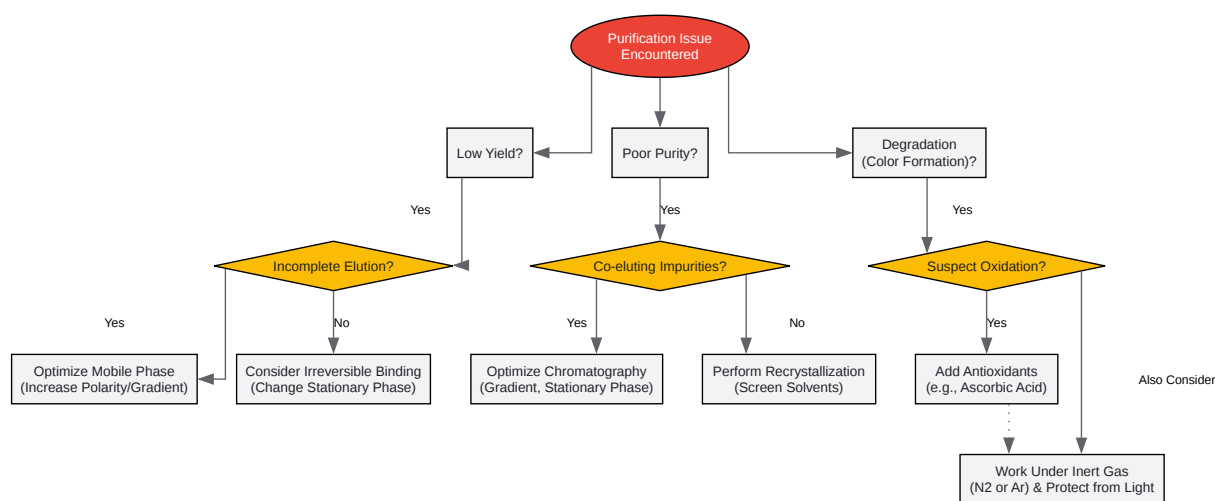 Purification Issue
Encountered
Low Yield?
Poor Purity?
Degradation
(Color Formation)?
Yes
Yes
Yes
Incomplete Elution?
Co-eluting Impurities?
Suspect Oxidation?
Yes
No
Yes
No
Yes
Also Consider
Optimize Mobile Phase
(Increase Polarity/Gradient)
Consider Irreversible Binding
(Change Stationary Phase)
Optimize Chromatography
(Gradient, Stationary Phase)
Perform Recrystallization
(Screen Solvents)
Add Antioxidants
(e.g., Ascorbic Acid)
Work Under Inert Gas
(N2 or Ar) & Protect from Light